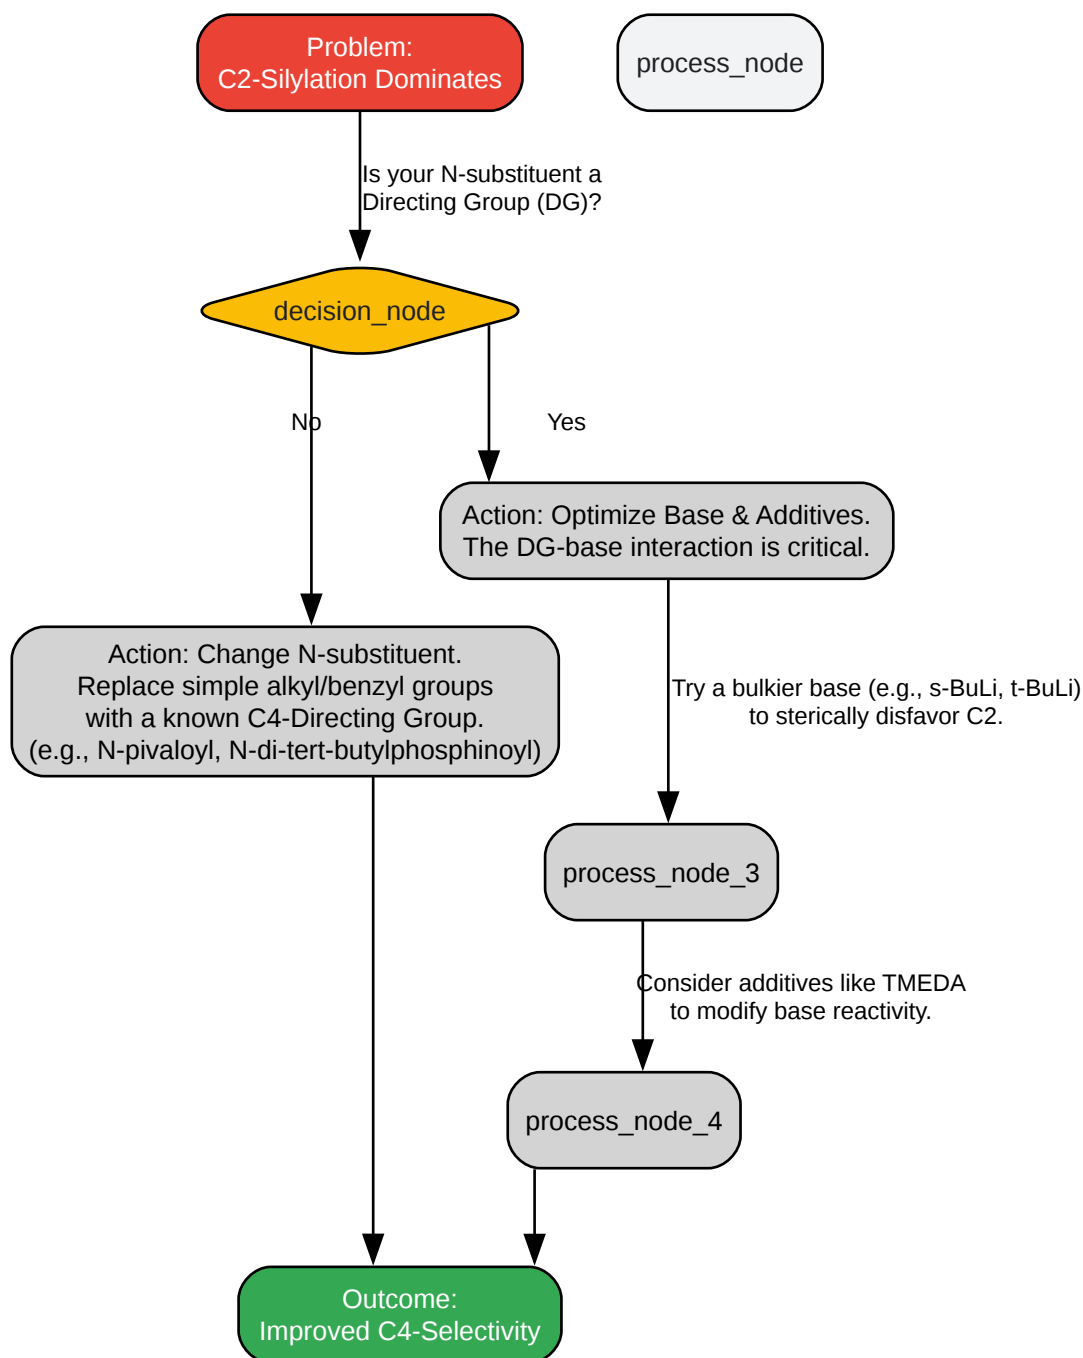 Problem:
C2-Silylation Dominates
process_node
Is your N-substituent a
Directing Group (DG)?
decision_node
No
Yes
Action: Optimize Base & Additives.
The DG-base interaction is critical.
Action: Change N-substituent.
Replace simple alkyl/benzyl groups
with a known C4-Directing Group.
(e.g., N-pivaloyl, N-di-tert-butylphosphinoyl)
Try a bulkier base (e.g., s-BuLi, t-BuLi)
to sterically disfavor C2.
process_node_3
Consider additives like TMEDA
to modify base reactivity.
process_node_4
Outcome:
Improved C4-Selectivity